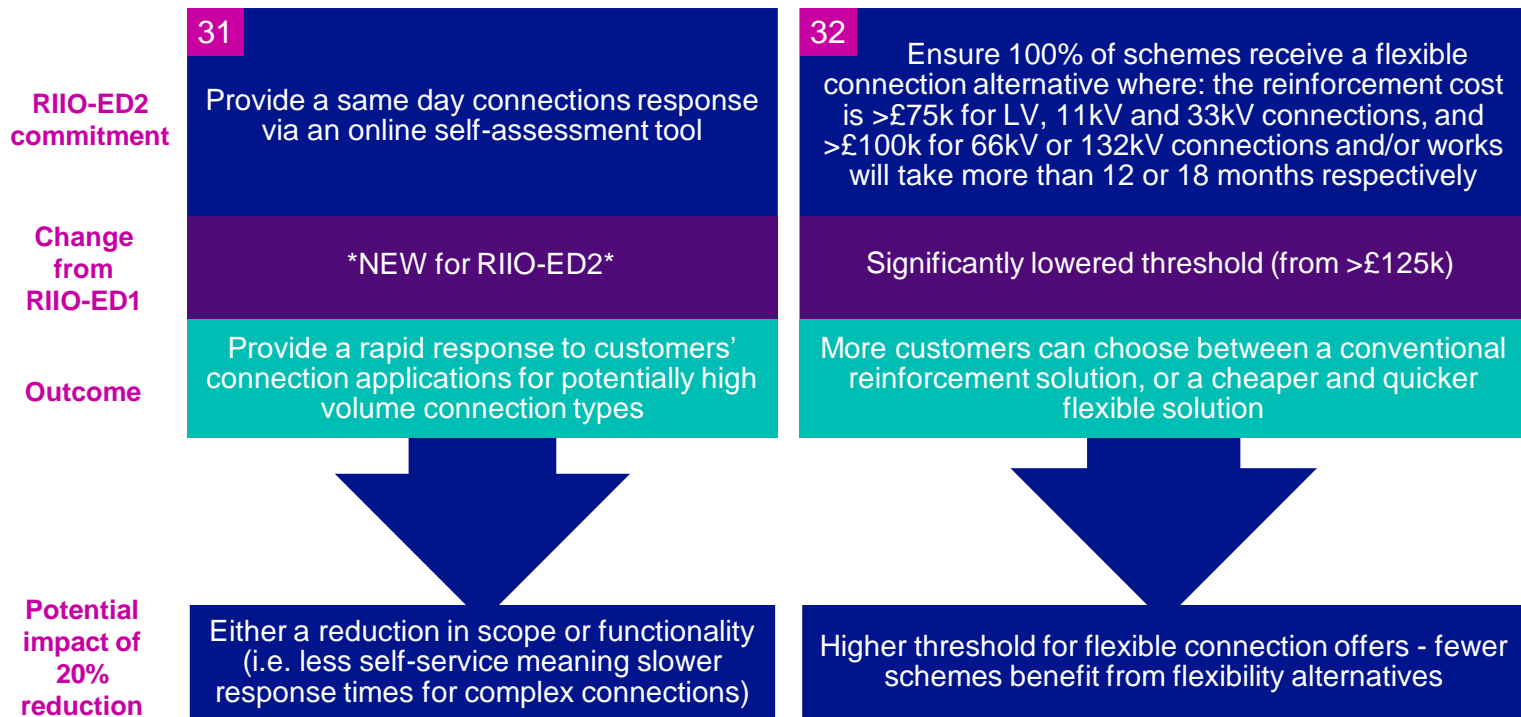 31
32
RIIO-ED2
commitment
Provide a same day connections response
via an online self-assessment tool
Ensure 100% of schemes receive a flexible
connection alternative where: the reinforcement cost
is >£75k for LV, 11kV and 33kV connections, and
>£100k for 66kV or 132kV connections and/or works
will take more than 12 or 18 months respectively
Change
from
RIIO-ED1
*NEW for RIIO-ED2*
Significantly lowered threshold (from >£125k)
Outcome
Provide a rapid response to customers’
connection applications for potentially high
volume connection types
More customers can choose between a conventional
reinforcement solution, or a cheaper and quicker
flexible solution
Potential
impact of
20%
reduction
Either a reduction in scope or functionality
(i.e. less self-service meaning slower
response times for complex connections)
Higher threshold for flexible connection offers - fewer
schemes benefit from flexibility alternatives